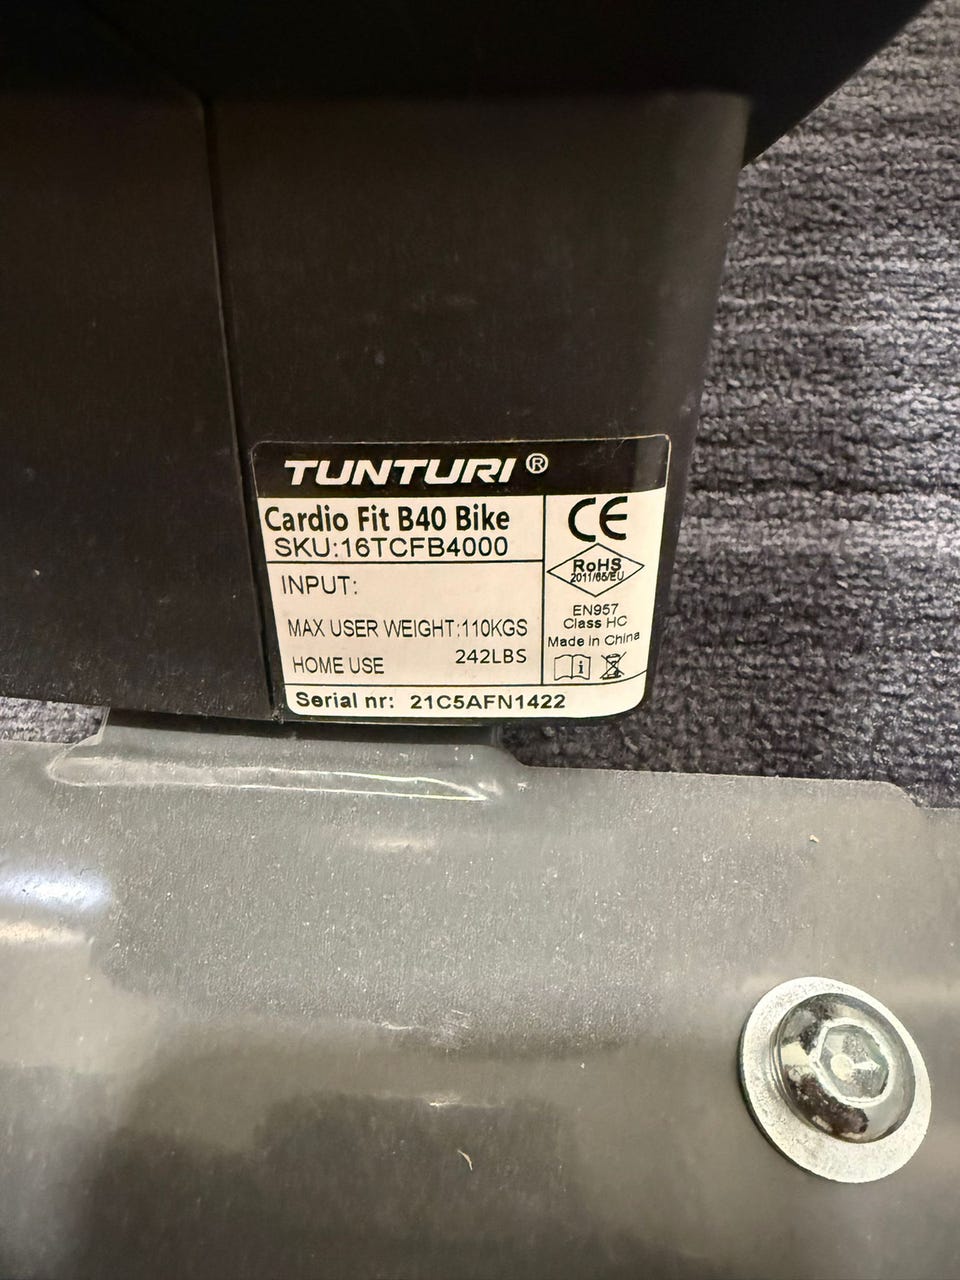 TUNTURI ®
Cardio Fit B40 Bike
SKU:16TCFB4000
INPUT:
MAX USER WEIGHT:110KGS
242LBS
HOME USE
CE
RoHS
2011/65/EU
EN957
Class HC
Made in China
i
Serial nr: 21C5AFN1422